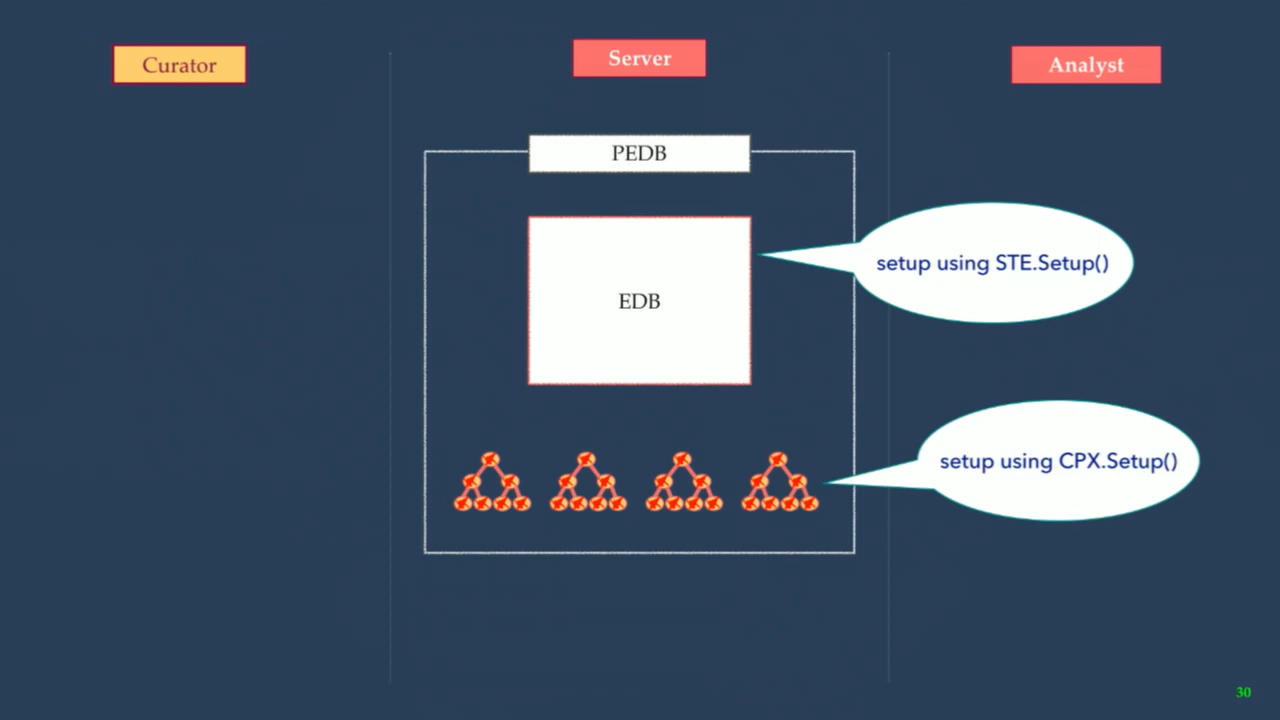 Curator
Server
Analyst
PEDB
EDB
setup using STE.Setup()
setup using CPX.Setup()
30